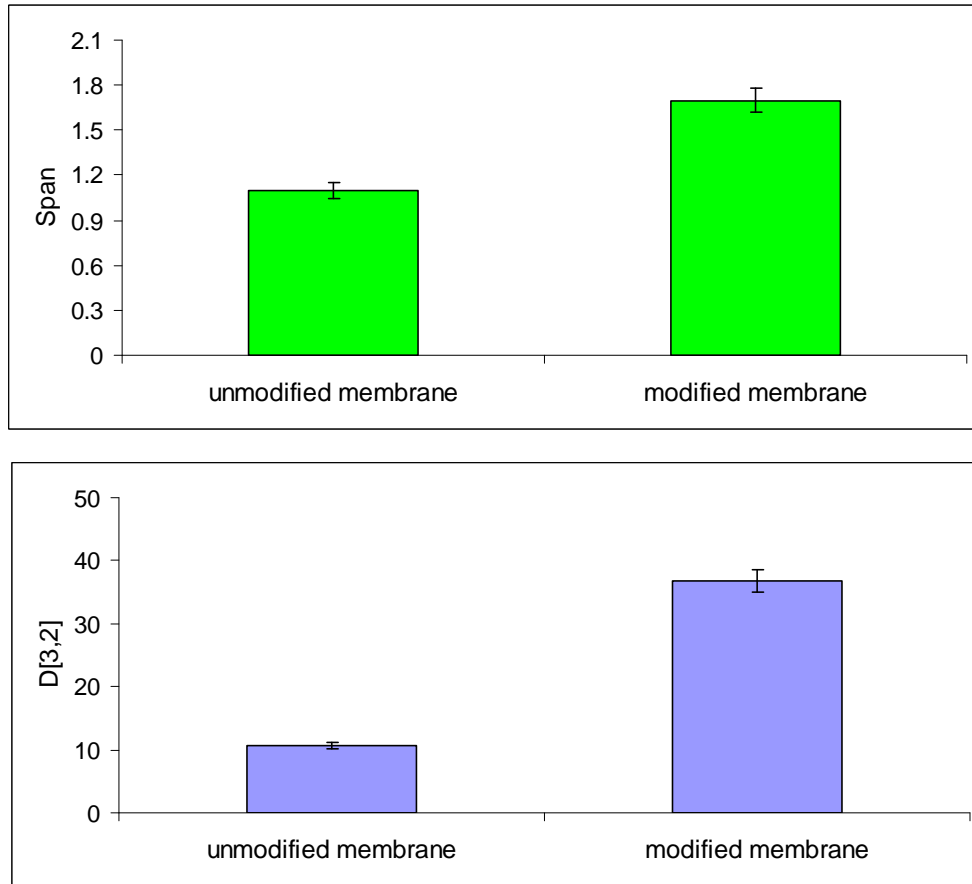 2.1
1.8
1.5
1.2
0.9
0.6
0.3
0
Span
unmodified membrane
modified membrane
50
40
30
20
10
0
D[3,2]
unmodified membrane
modified membrane